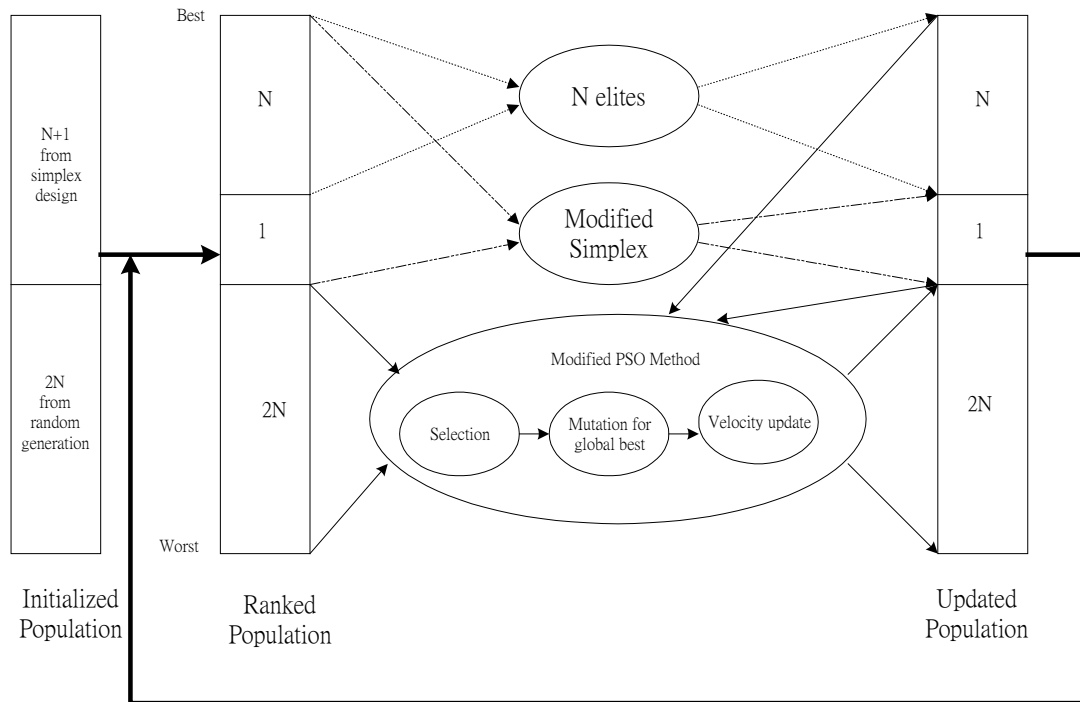 Best
N+1
from
simplex
design
2N
from
random
generation
Initialized
Population
N
1
2N
Worst
Ranked
Population
N elites
Modified
Simplex
Modified PSO Method
Selection
Mutation for
global best
Velocity update
N
1
2N
Updated
Population